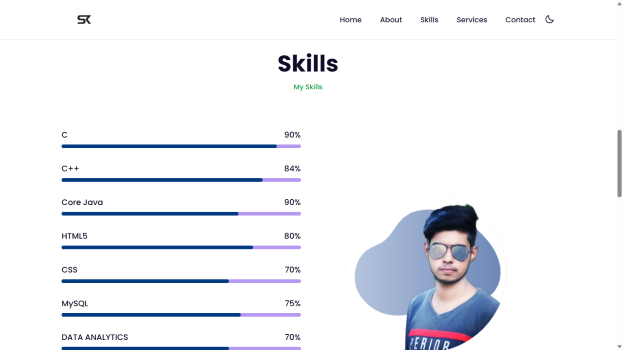 SK
Home About Skills Services Contact
Skills
My Skills
C 90%
C++ 84%
Core Java 90%
HTML5 80%
CSS 70%
MySQL 75%
DATA ANALYTICS 70%
PERIOR